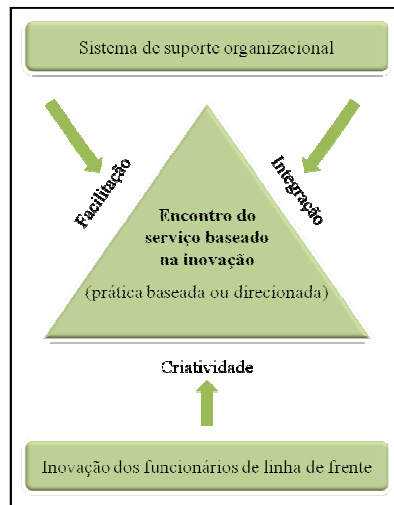 Sistema de suporte organizacional
Facilitação
Integração
Encontro do
serviço baseado
na inovação
(prática baseada ou direcionada)
Criatividade
Inovação dos funcionários de linha de frente